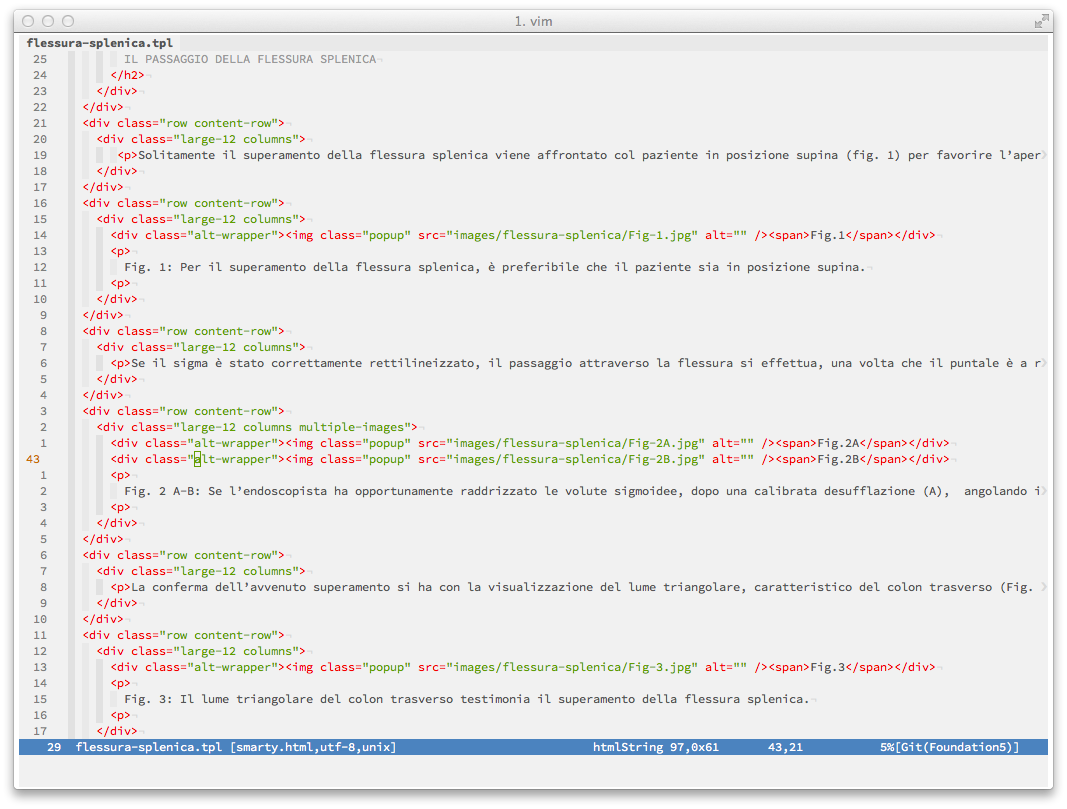 1. vim
flessura-splenica.tpl
25 IL PASSAGGIO DELLA FLESSURA SPLENICA¬
24 </h2>¬
23 </div>¬
22 </div>¬
21 <div class="row content-row">¬
20 <div class="large-12 columns">¬
19 <p>Solitamente il superamento della flessura splenica viene affrontato col paziente in posizione supina (fig. 1) per favorire l’aper›
18 </div>¬
17 </div>¬
16 <div class="row content-row">¬
15 <div class="large-12 columns">¬
14 <div class="alt-wrapper"><img class="popup" src="images/flessura-splenica/Fig-1.jpg" alt="" /><span>Fig.1</span></div>¬
13 <p>¬
12 Fig. 1: Per il superamento della flessura splenica, è preferibile che il paziente sia in posizione supina.¬
11 <p>¬
10 </div>¬
9 </div>¬
8 <div class="row content-row">¬
7 <div class="large-12 columns">¬
6 <p>Se il sigma è stato correttamente rettilineizzato, il passaggio attraverso la flessura si effettua, una volta che il puntale è a r›
5 </div>¬
4 </div>¬
3 <div class="row content-row">¬
2 <div class="large-12 columns multiple-images">¬
1 <div class="alt-wrapper"><img class="popup" src="images/flessura-splenica/Fig-2A.jpg" alt="" /><span>Fig.2A</span></div>¬
43 <div class="alt-wrapper"><img class="popup" src="images/flessura-splenica/Fig-2B.jpg" alt="" /><span>Fig.2B</span></div>¬
1 <p>¬
2 Fig. 2 A-B: Se l’endoscopista ha opportunamente raddrizzato le volute sigmoidee, dopo una calibrata desufflazione (A),  angolando i›
3 <p>¬
4 </div>¬
5 </div>¬
6 <div class="row content-row">¬
7 <div class="large-12 columns">¬
8 <p>La conferma dell’avvenuto superamento si ha con la visualizzazione del lume triangolare, caratteristico del colon trasverso (Fig. ›
9 </div>¬
10 </div>¬
11 <div class="row content-row">¬
12 <div class="large-12 columns">¬
13 <div class="alt-wrapper"><img class="popup" src="images/flessura-splenica/Fig-3.jpg" alt="" /><span>Fig.3</span></div>¬
14 <p>¬
15 Fig. 3: Il lume triangolare del colon trasverso testimonia il superamento della flessura splenica.¬
16 <p>¬
17 </div>¬
29 flessura-splenica.tpl [smarty.html,utf-8,unix] htmlString 97,0x61 43,21 5%[Git(Foundation5)]